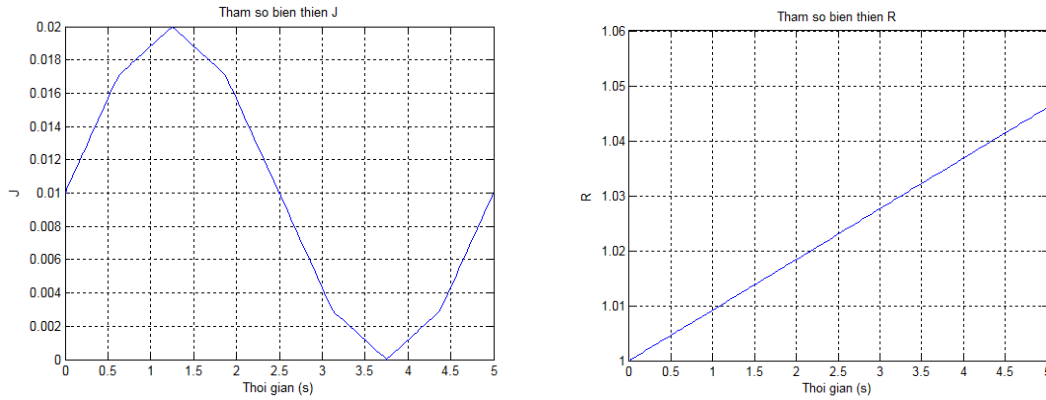 Tham so bien thien J
0.02
0.018
0.016
0.014
0.012
0.01
0.008
0.006
0.004
0.002
0
J
0 0.5 1 1.5 2 2.5 3 3.5 4 4.5 5
Thoi gian (s)
Tham so bien thien R
1.06
1.05
1.04
1.03
1.02
1.01
1
R
0 0.5 1 1.5 2 2.5 3 3.5 4 4.5 5
Thoi gian (s)